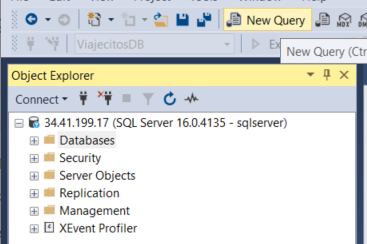 New Query
ViajecitosDB
Ex
New Query (Ctr
Object Explorer
Connect
34.41.199.17 (SQL Server 16.0.4135 - sqlserver)
Databases
Security
Server Objects
Replication
Management
XEvent Profiler